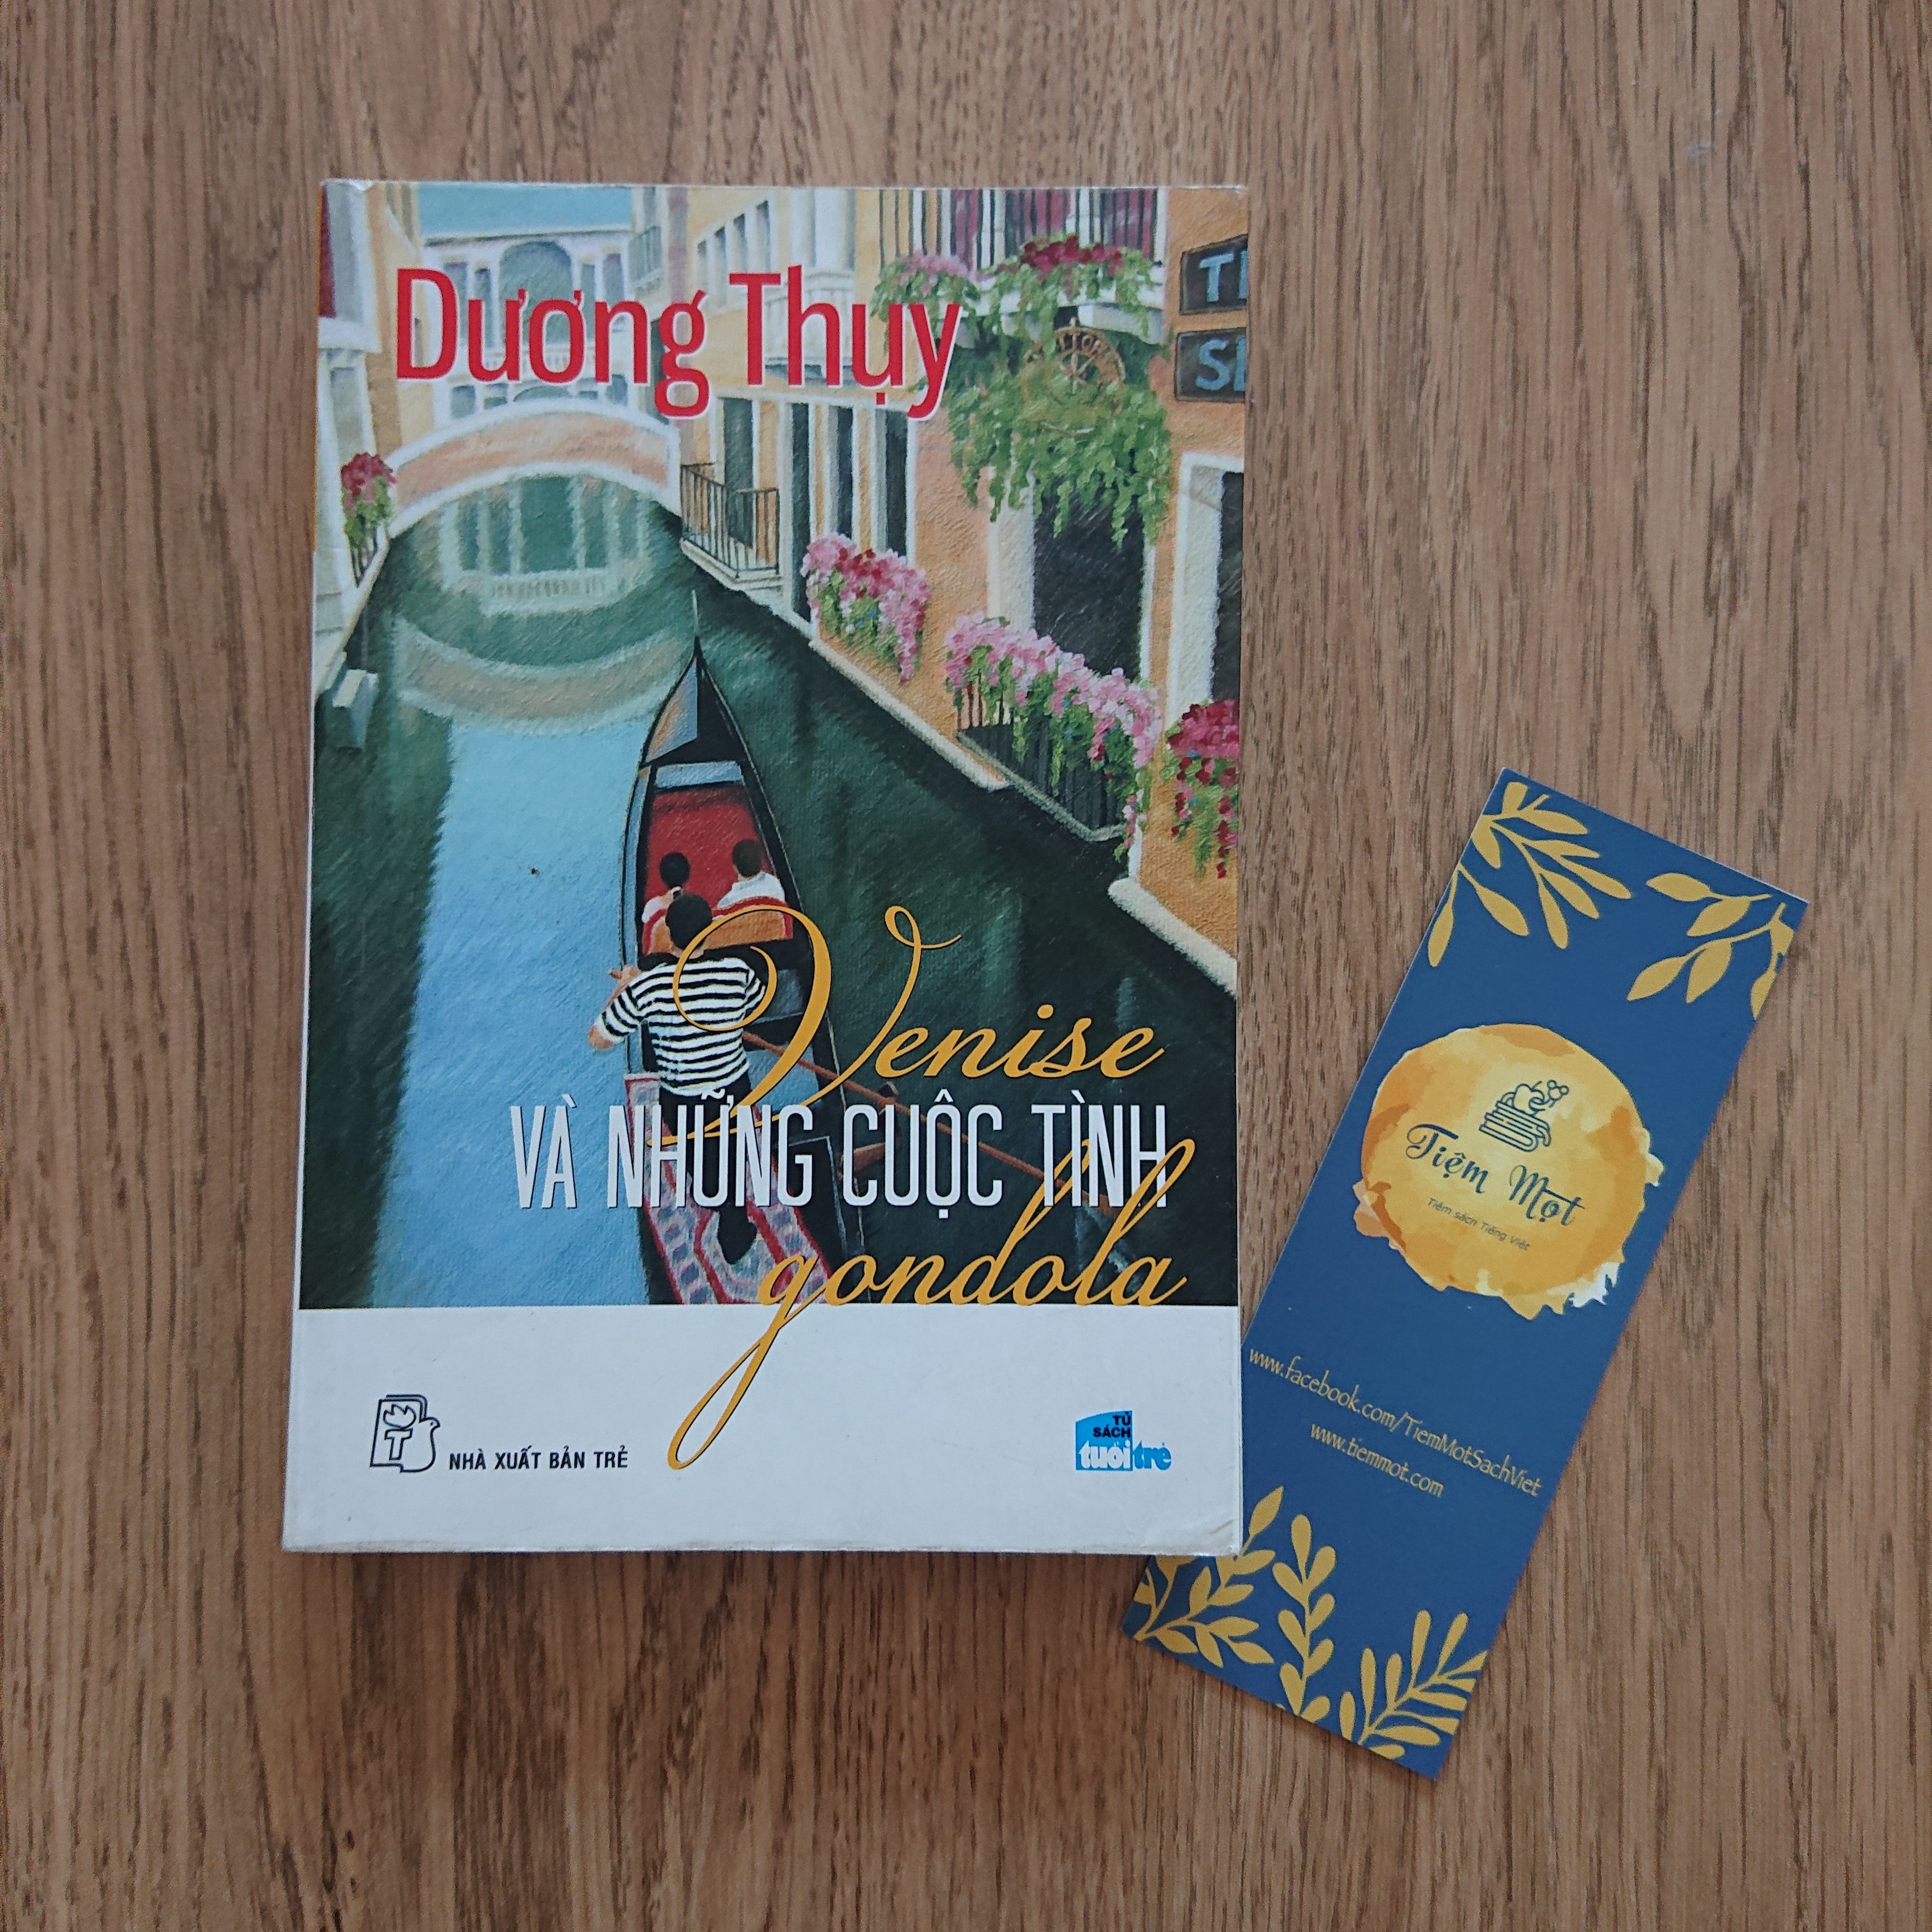 Dương Thụy
Venise
VÀ NHỮNG CUỘC TÌNH
gondola
NHÀ XUẤT BẢN TRẺ
TỦ
SÁCH
tuổi trẻ
Tiệm Mọt
Tiệm sách Tiếng Việt
www.facebook.com/TiemMotSachViet
www.tiemmot.com